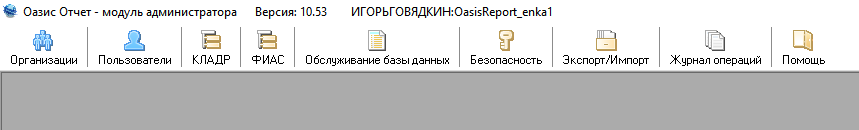 Оазис Отчет - модуль администратора Версия: 10.53 ИГОРЬГОВЯДКИН:OasisReport_enka1
Организации Пользователи КЛАДР ФИАС Обслуживание базы данных Безопасность Экспорт/Импорт Журнал операций Помощь